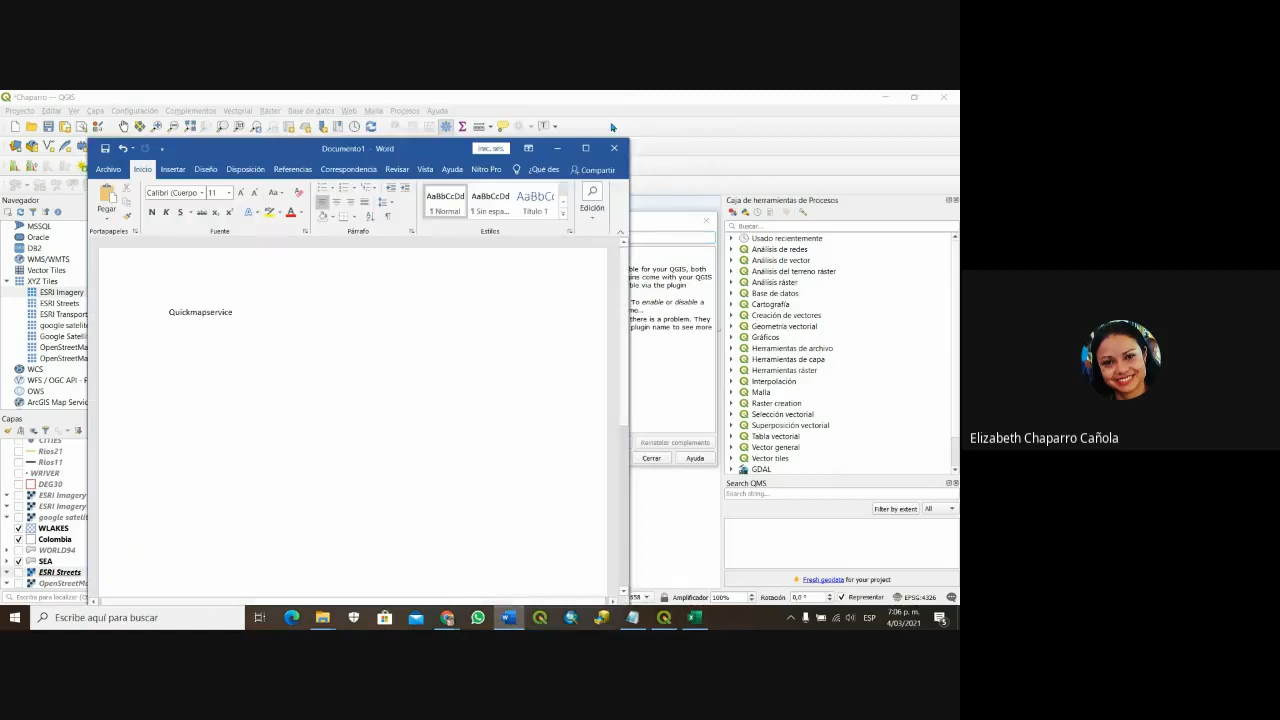 *Chaparro — QGIS
Proyecto Editar Ver Capa Configuración Complementos Vectorial Ráster Base de datos Web Malla Procesos Ayuda
Documento1 - Word
Inic. ses.
Archivo Inicio Insertar Diseño Disposición Referencias Correspondencia Revisar Vista Ayuda Nitro Pro ¿Qué des Compartir
Pegar
Calibri (Cuerpo 11
N K S abc
AaBbCcDd AaBbCcDd AaBbCc
¶ Normal ¶ Sin espa... Título 1
Edición
Portapapeles Fuente Párrafo Estilos
Quickmapservice
Navegador
MSSQL
Oracle
DB2
WMS/WMTS
Vector Tiles
XYZ Tiles
ESRI Imagery
ESRI Streets
ESRI Transport
google satelit
Google Satelli
OpenStreetMa
OpenStreetMa
WCS
WFS / OGC API - F
OWS
ArcGIS Map Servic
Capas
CITIES
Rios21
Rios11
WRIVER
DEG30
ESRI Imagery
ESRI Imagery
google satelit
WLAKES
Colombia
WORLD94
SEA
ESRI Streets
OpenStreetMa
ble for your QGIS, both
ins come with your QGIS
ble via the plugin
To enable or disable a
me...
there is a problem. They
plugin name to see more
Reinstalar complemento
Cerrar Ayuda
Caja de herramientas de Procesos
Buscar...
Usado recientemente
Análisis de redes
Análisis de vector
Análisis del terreno ráster
Análisis ráster
Base de datos
Cartografía
Creación de vectores
Geometría vectorial
Gráficos
Herramientas de archivo
Herramientas de capa
Herramientas ráster
Interpolación
Malla
Raster creation
Selección vectorial
Superposición vectorial
Tabla vectorial
Vector general
Vector tiles
GDAL
Search QMS
Search string...
Filter by extent All
Fresh geodata for your project
Escriba para localizar (C
658 Amplificador 100% Rotación 0,0 ° Representar EPSG:4326
Escribe aquí para buscar
ESP
7:06 p. m.
4/03/2021
5
Elizabeth Chaparro Cañola